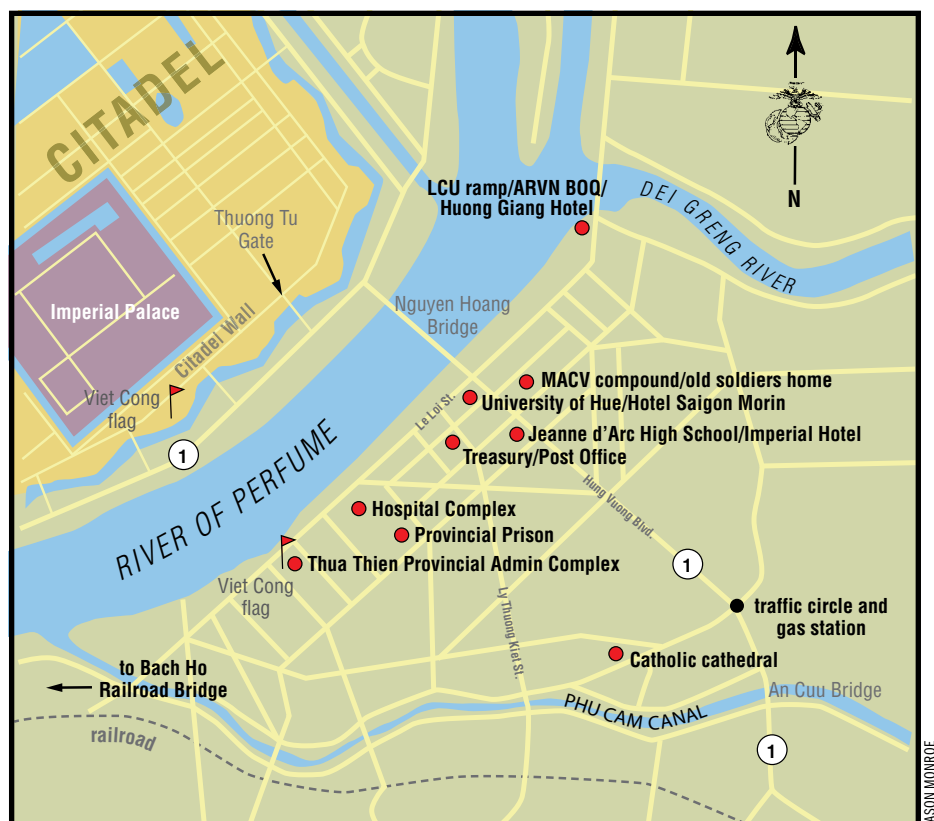 CITADEL
N
LCU ramp/ARVN BOQ/
Huong Giang Hotel
DEI GRENG RIVER
Thuong Tu
Gate
Nguyen Hoang
Bridge
Imperial Palace
Citadel Wall
Viet Cong
flag
1
Le Loi St.
MACV compound/old soldiers home
University of Hue/Hotel Saigon Morin
Jeanne d'Arc High School/Imperial Hotel
Treasury/Post Office
RIVER OF PERFUME
Hung Vuong Blvd.
Hospital Complex
Provincial Prison
Thua Thien Provincial Admin Complex
1
Viet Cong
flag
Ly Thuong Kiet St.
traffic circle and
gas station
Catholic cathedral
to Bach Ho
Railroad Bridge
An Cuu Bridge
PHU CAM CANAL
railroad
1
ASON MONROE